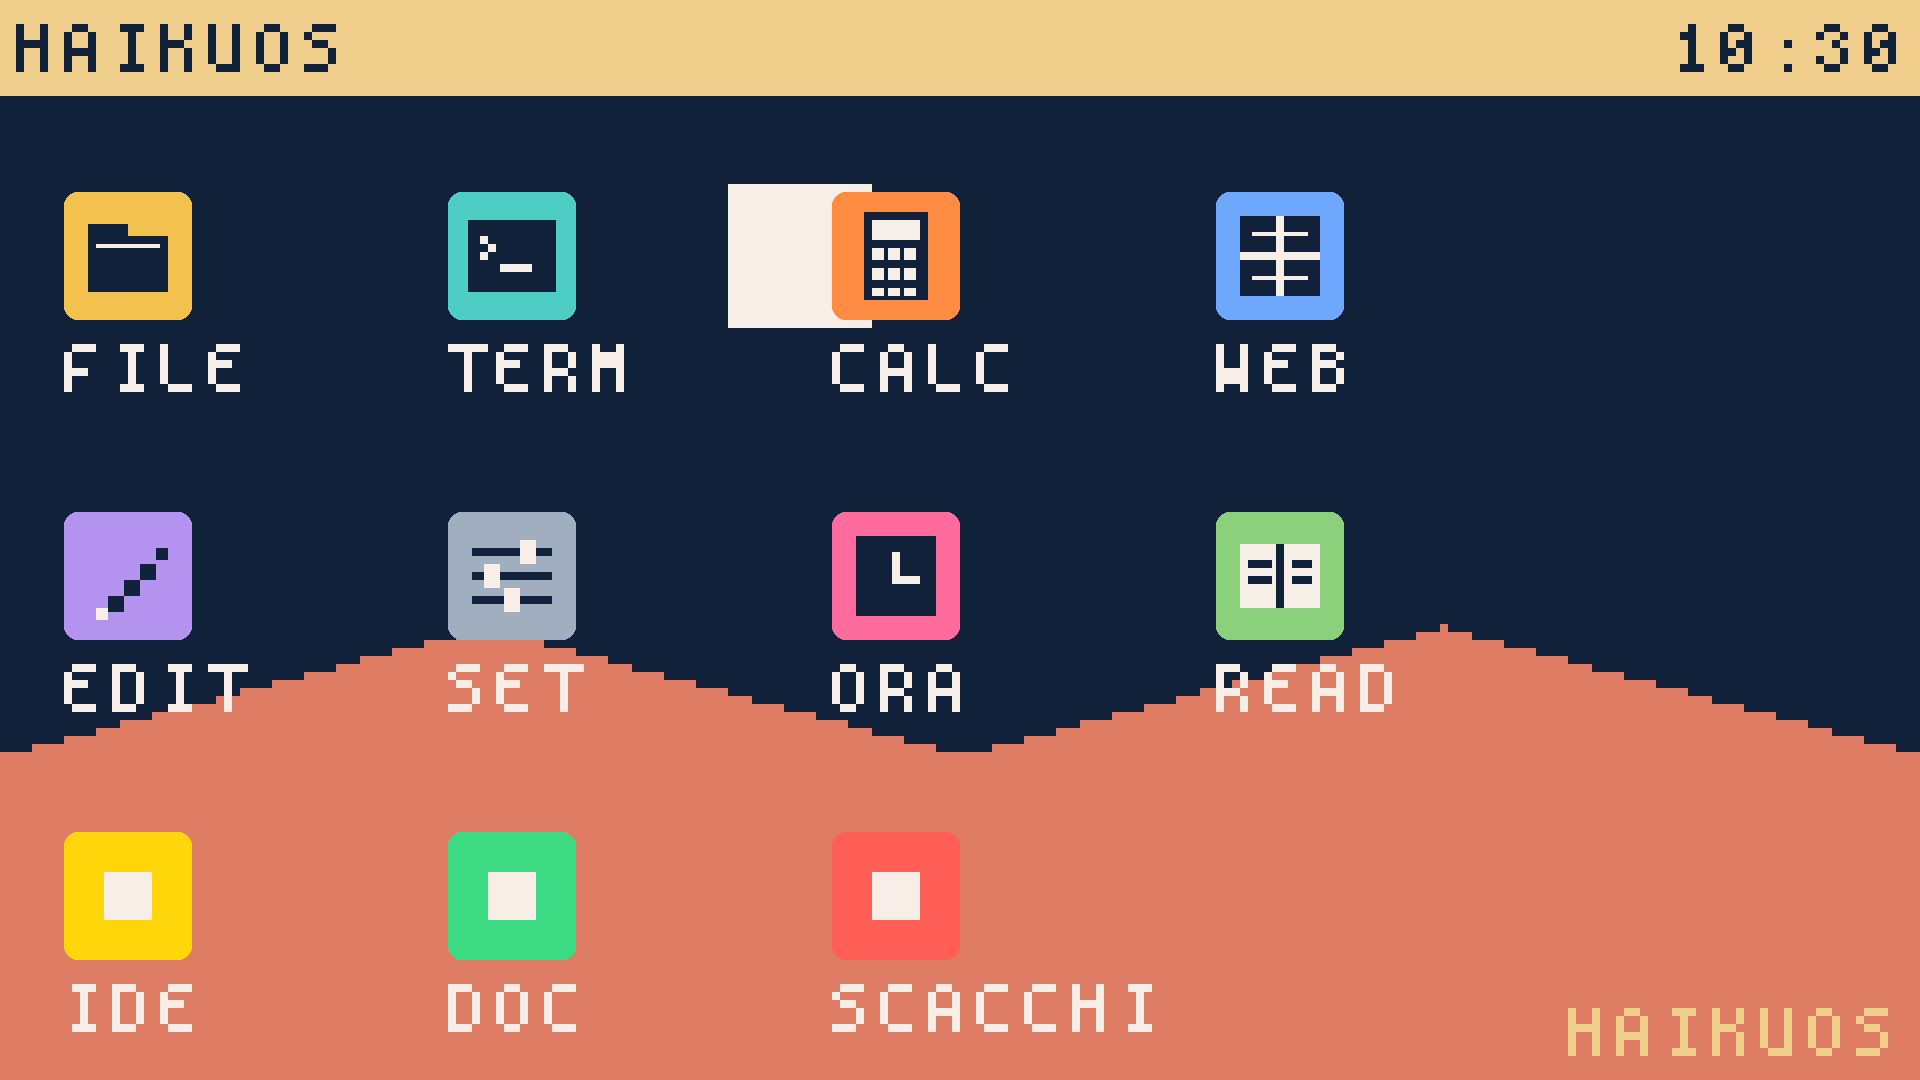 HAIKUOS 10:30
FILE TERM CALC WEB
EDIT SET ORA READ
IDE DOC SCACCHI
HAIKUOS